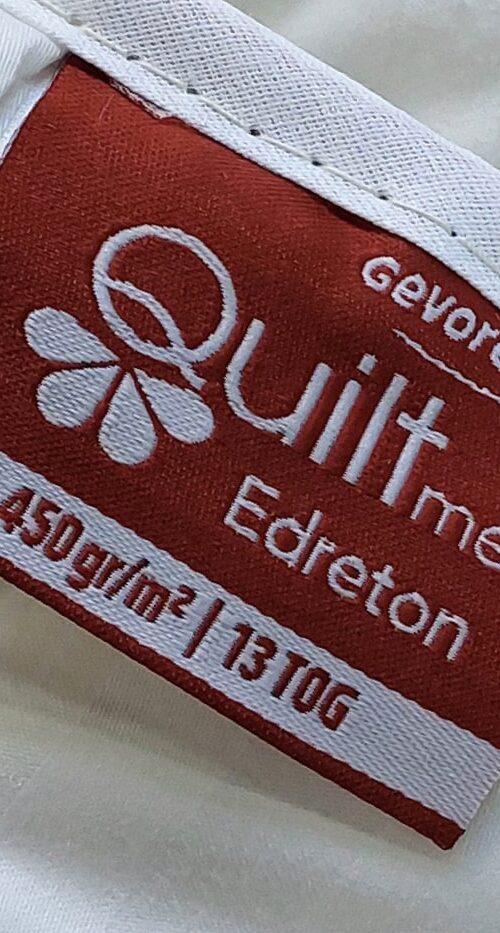 Quilt
Edreton
450 gr/m² | 13 TOG